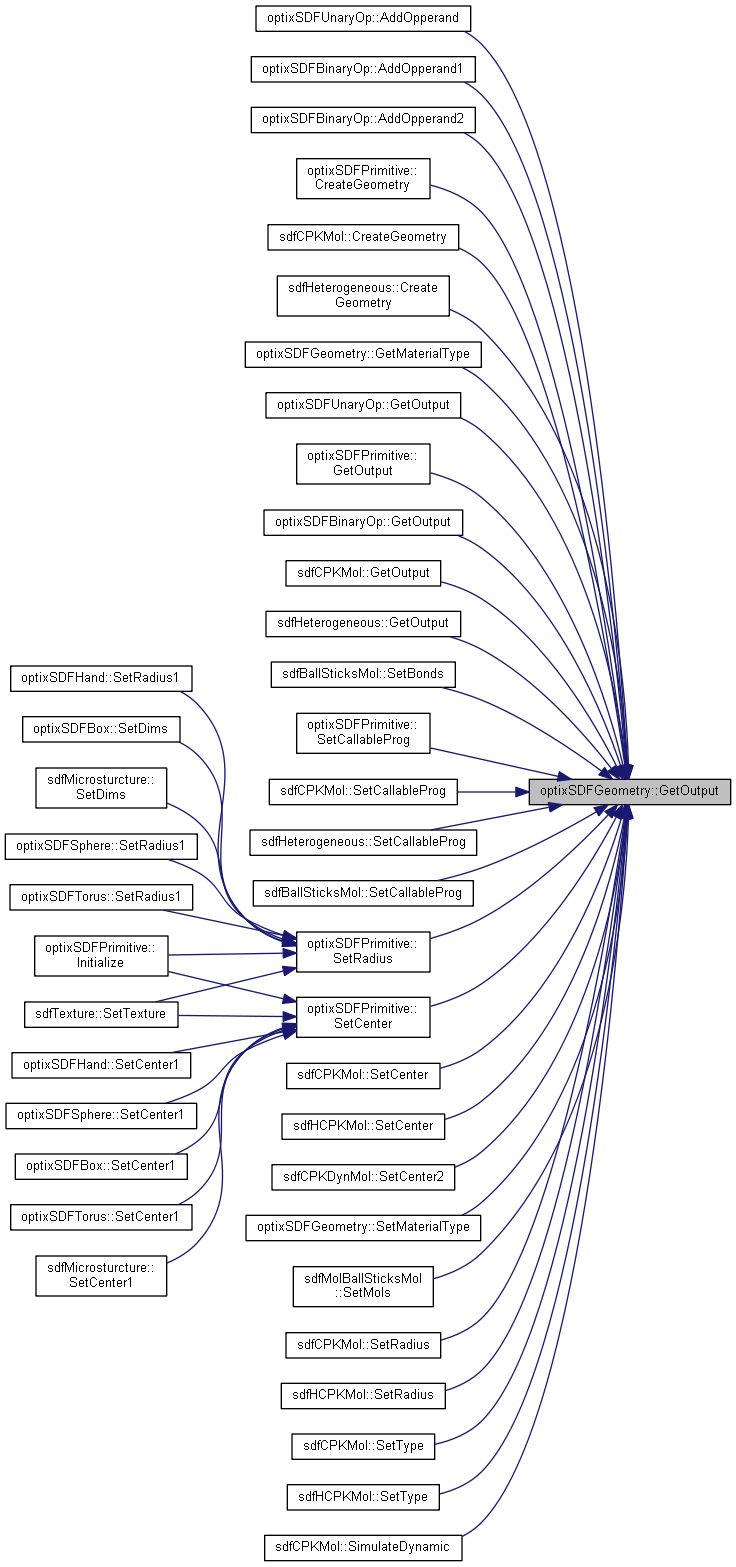 optixSDFUnaryOp::AddOpperand
optixSDFBinaryOp::AddOpperand1
optixSDFBinaryOp::AddOpperand2
optixSDFPrimitive::
CreateGeometry
sdfCPKMol::CreateGeometry
sdfHeterogeneous::Create
Geometry
optixSDFGeometry::GetMaterialType
optixSDFUnaryOp::GetOutput
optixSDFPrimitive::
GetOutput
optixSDFBinaryOp::GetOutput
sdfCPKMol::GetOutput
sdfHeterogeneous::GetOutput
sdfBallSticksMol::SetBonds
optixSDFPrimitive::
SetCallableProg
sdfCPKMol::SetCallableProg
sdfHeterogeneous::SetCallableProg
sdfBallSticksMol::SetCallableProg
optixSDFGeometry::GetOutput
optixSDFHand::SetRadius1
optixSDFBox::SetDims
sdfMicrosturcture::
SetDims
optixSDFSphere::SetRadius1
optixSDFTorus::SetRadius1
optixSDFPrimitive::
Initialize
sdfTexture::SetTexture
optixSDFHand::SetCenter1
optixSDFSphere::SetCenter1
optixSDFBox::SetCenter1
optixSDFTorus::SetCenter1
sdfMicrosturcture::
SetCenter1
optixSDFPrimitive::
SetRadius
optixSDFPrimitive::
SetCenter
sdfCPKMol::SetCenter
sdfHCPKMol::SetCenter
sdfCPKDynMol::SetCenter2
optixSDFGeometry::SetMaterialType
sdfMolBallSticksMol
::SetMols
sdfCPKMol::SetRadius
sdfHCPKMol::SetRadius
sdfCPKMol::SetType
sdfHCPKMol::SetType
sdfCPKMol::SimulateDynamic